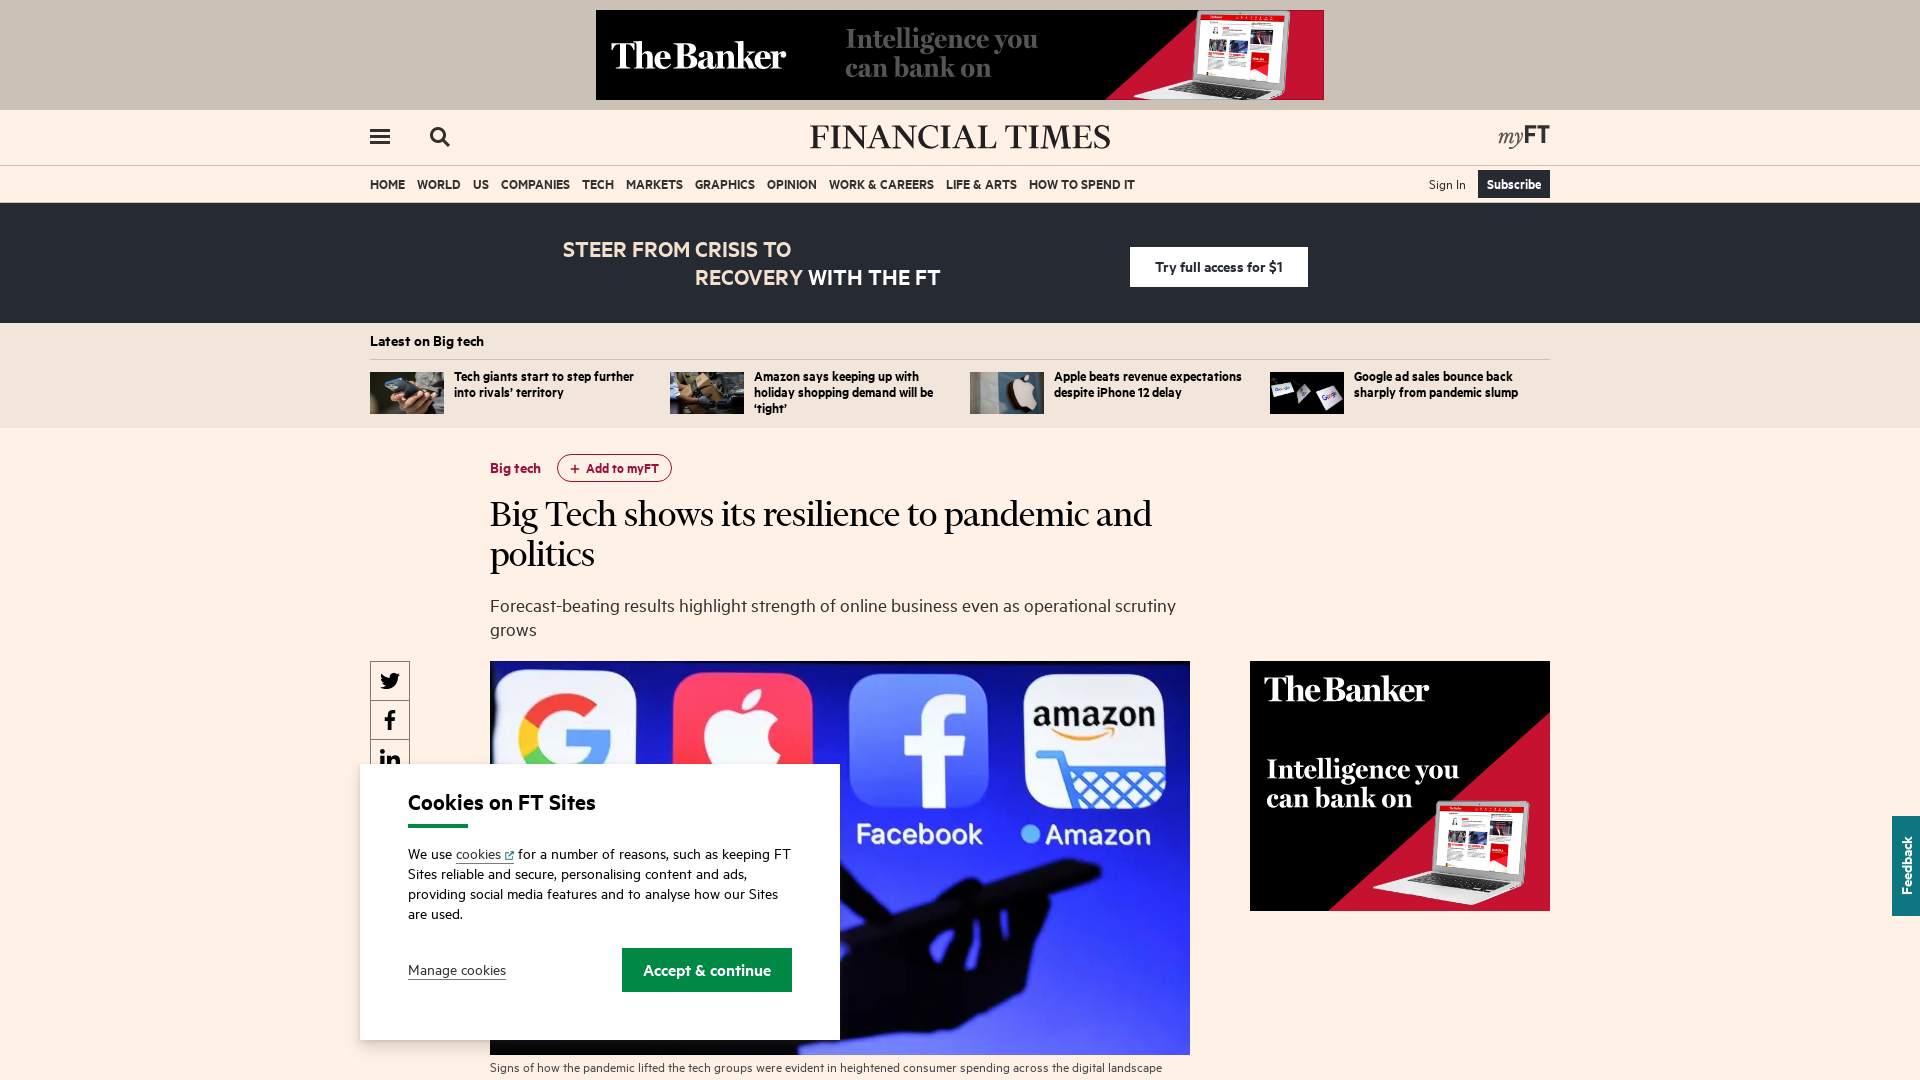 The Banker
Intelligence you
can bank on
FINANCIAL TIMES
myFT
HOME WORLD US COMPANIES TECH MARKETS GRAPHICS OPINION WORK & CAREERS LIFE & ARTS HOW TO SPEND IT
Sign In
Subscribe
STEER FROM CRISIS TO
RECOVERY WITH THE FT
Try full access for $1
Latest on Big tech
Tech giants start to step further
into rivals’ territory
Amazon says keeping up with
holiday shopping demand will be
‘tight’
Apple beats revenue expectations
despite iPhone 12 delay
Google ad sales bounce back
sharply from pandemic slump
Big tech
+ Add to myFT
Big Tech shows its resilience to pandemic and
politics
Forecast-beating results highlight strength of online business even as operational scrutiny
grows
amazon
Facebook
Amazon
The Banker
Intelligence you
can bank on
Cookies on FT Sites
We use cookies for a number of reasons, such as keeping FT
Sites reliable and secure, personalising content and ads,
providing social media features and to analyse how our Sites
are used.
Manage cookies
Accept & continue
Feedback
Signs of how the pandemic lifted the tech groups were evident in heightened consumer spending across the digital landscape